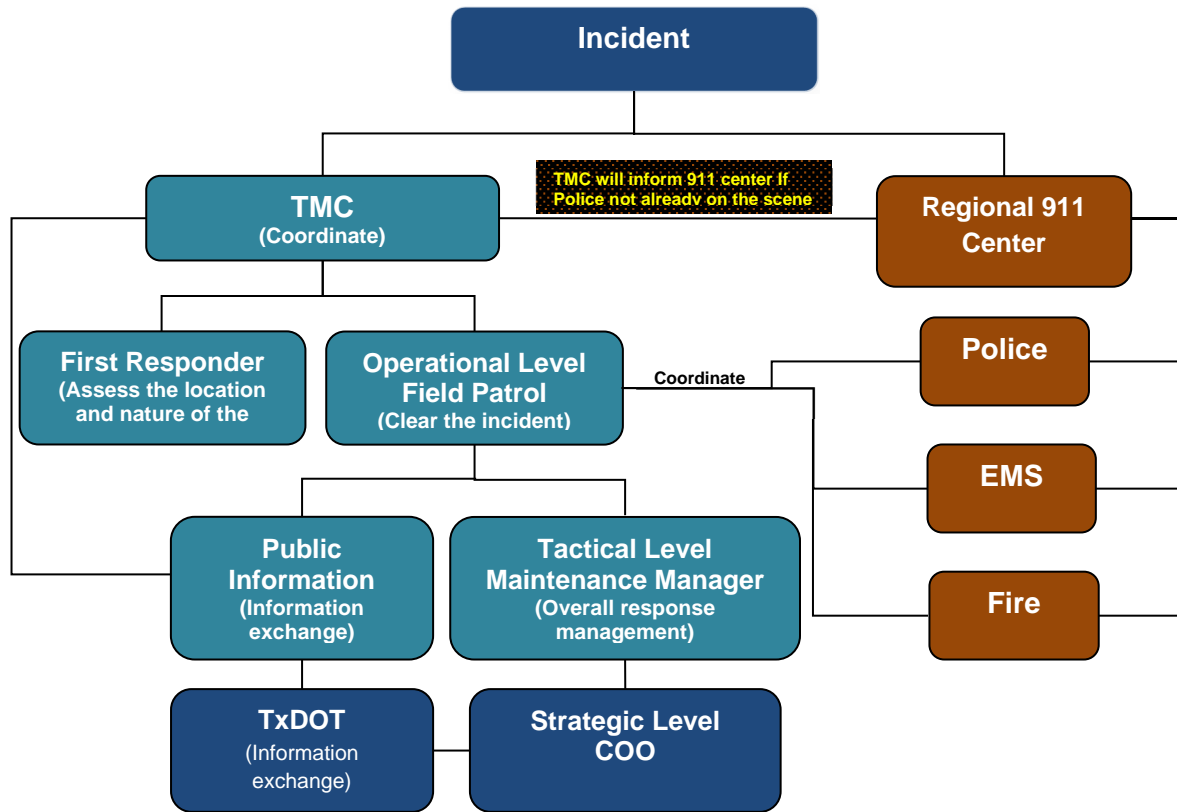 Incident
TMC will inform 911 center If
Police not already on the scene
TMC
(Coordinate)
Regional 911
Center
First Responder
(Assess the location
and nature of the
Operational Level
Field Patrol
(Clear the incident)
Coordinate
Police
EMS
Public
Information
(Information
exchange)
Tactical Level
Maintenance Manager
(Overall response
management)
Fire
TxDOT
(Information
exchange)
Strategic Level
COO